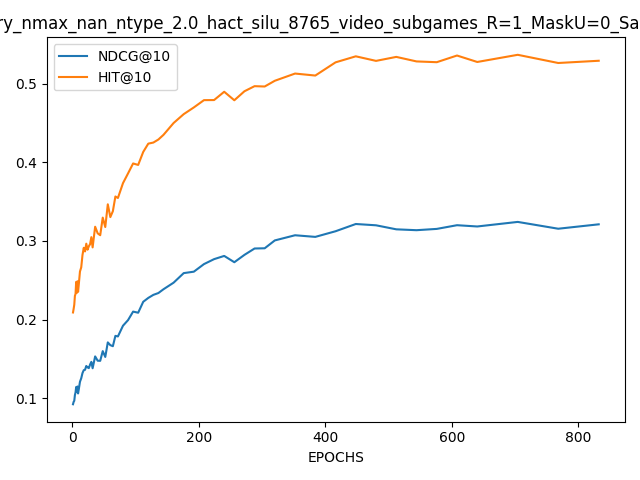 ry_nmax_nan_ntype_2.0_hact_silu_8765_video_subgames_R=1_MaskU=0_Sa
NDCG@10
HIT@10
0.5
0.4
0.3
0.2
0.1
0 200 400 600 800
EPOCHS